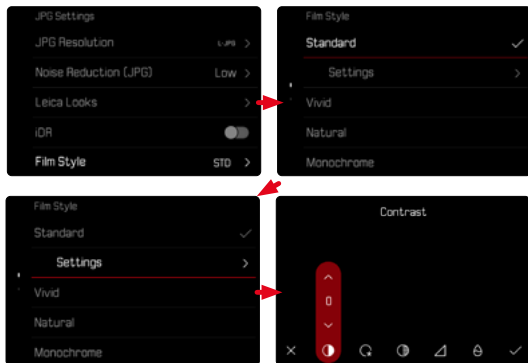 JPG Settings
JPG Resolution L-JPG
Noise Reduction (JPG) Low
Leica Looks
iDR
Film Style STD
Film Style
Standard
Settings
Vivid
Natural
Monochrome
Film Style
Standard
Settings
Vivid
Natural
Monochrome
Contrast
0